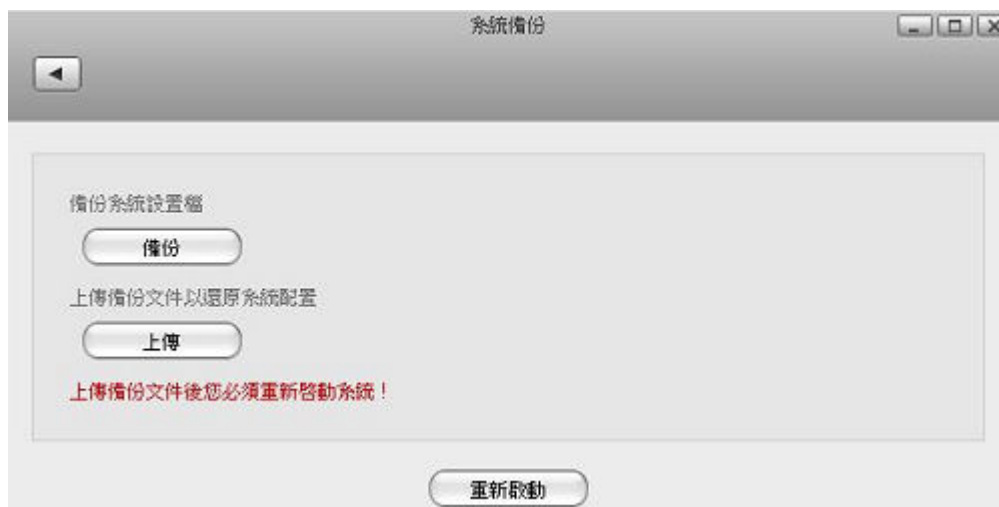 系統備份
備份系統設置檔
備份
上傳備份文件以還原系統配置
上傳
上傳備份文件後您必須重新啓動系統！
重新啟動